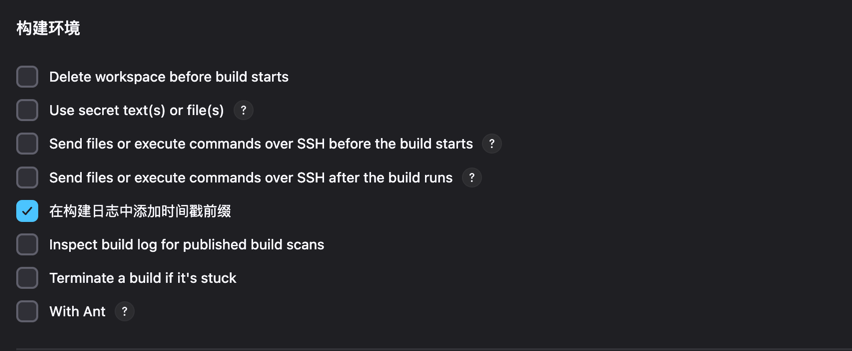 构建环境
Delete workspace before build starts
Use secret text(s) or file(s) ?
Send files or execute commands over SSH before the build starts ?
Send files or execute commands over SSH after the build runs ?
在构建日志中添加时间戳前缀
Inspect build log for published build scans
Terminate a build if it's stuck
With Ant ?